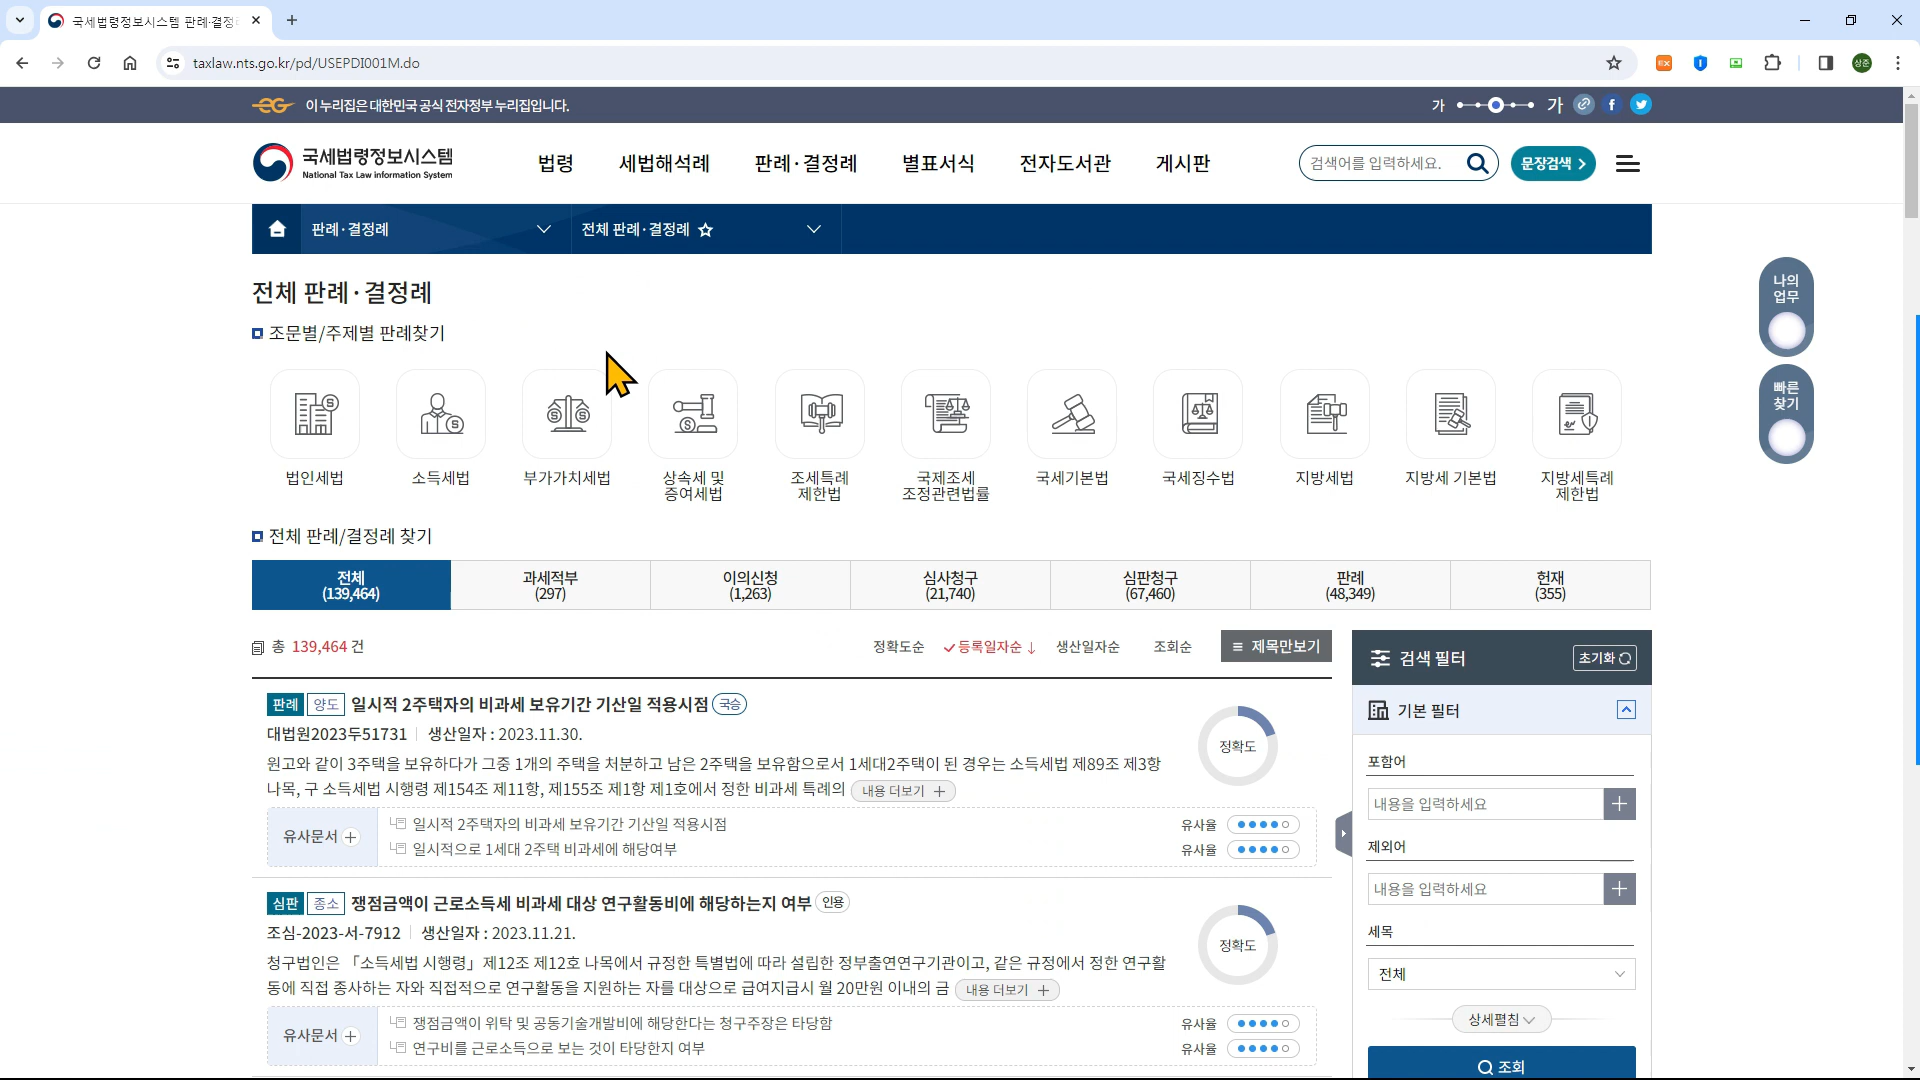 국세법령정보시스템 판례·결정
taxlaw.nts.go.kr/pd/USEPDI001M.do
상준
이 누리집은 대한민국 공식 전자정부 누리집입니다.
가 가
국세법령정보시스템
National Tax Law Information System
법령 세법해석례 판례·결정례 별표서식 전자도서관 게시판
검색어를 입력하세요.
문장검색
판례·결정례
전체 판례·결정례
전체 판례·결정례
조문별/주제별 판례찾기
법인세법
소득세법
부가가치세법
상속세 및
증여세법
조세특례
제한법
국제조세
조정관련법률
국세기본법
국세징수법
지방세법
지방세 기본법
지방세특례
제한법
나의
업무
빠른
찾기
전체 판례/결정례 찾기
전체
(139,464)
과세적부
(297)
이의신청
(1,263)
심사청구
(21,740)
심판청구
(67,460)
판례
(48,349)
헌재
(355)
총 139,464 건
정확도순 등록일자순 ↓ 생산일자순 조회순
제목만보기
판례 양도 일시적 2주택자의 비과세 보유기간 기산일 적용시점 국승
대법원2023두51731 생산일자 : 2023.11.30.
원고와 같이 3주택을 보유하다가 그중 1개의 주택을 처분하고 남은 2주택을 보유함으로서 1세대2주택이 된 경우는 소득세법 제89조 제3항
나목, 구 소득세법 시행령 제154조 제11항, 제155조 제1항 제1호에서 정한 비과세 특례의 내용 더보기 +
정확도
유사문서
일시적 2주택자의 비과세 보유기간 기산일 적용시점 유사율
일시적으로 1세대 2주택 비과세에 해당여부 유사율
심판 종소 쟁점금액이 근로소득세 비과세 대상 연구활동비에 해당하는지 여부 인용
조심-2023-서-7912 생산일자 : 2023.11.21.
청구법인은 「소득세법 시행령」제12조 제12호 나목에서 규정한 특별법에 따라 설립한 정부출연연구기관이고, 같은 규정에서 정한 연구활
동에 직접 종사하는 자와 직접적으로 연구활동을 지원하는 자를 대상으로 급여지급시 월 20만원 이내의 금 내용 더보기 +
정확도
유사문서
쟁점금액이 위탁 및 공동기술개발비에 해당한다는 청구주장은 타당함 유사율
연구비를 근로소득으로 보는 것이 타당한지 여부 유사율
검색 필터
초기화
기본 필터
포함어
내용을 입력하세요
제외어
내용을 입력하세요
세목
전체
상세펼침
조회